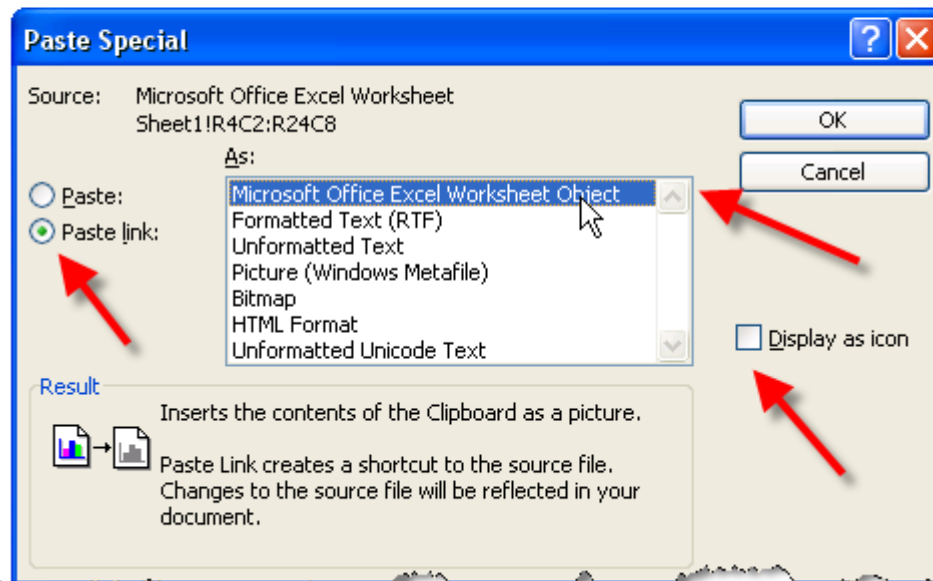 Paste Special
Source: Microsoft Office Excel Worksheet
Sheet1!R4C2:R24C8
OK
Cancel
As:
Paste:
Paste link:
Microsoft Office Excel Worksheet Object
Formatted Text (RTF)
Unformatted Text
Picture (Windows Metafile)
Bitmap
HTML Format
Unformatted Unicode Text
Display as icon
Result
Inserts the contents of the Clipboard as a picture.
Paste Link creates a shortcut to the source file.
Changes to the source file will be reflected in your
document.